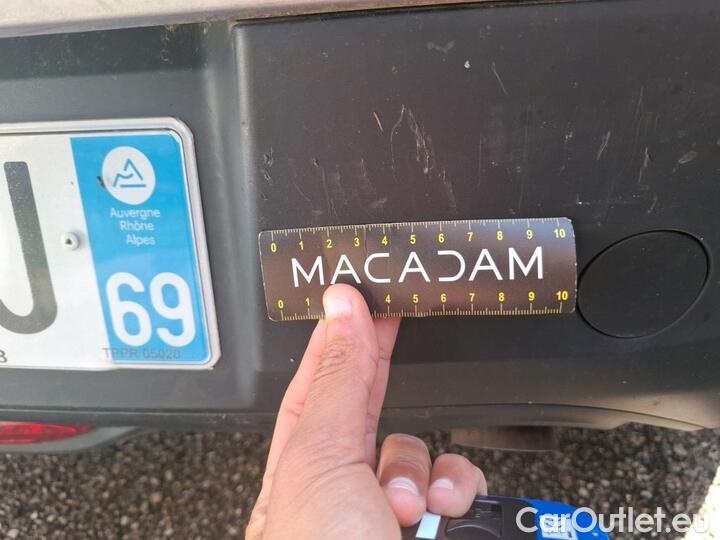 J
Auvergne
Rhône
Alpes
69
TPPR 05020
0 1 2 3 4 5 6 7 8 9 10
MACADAM
0 1 4 5 6 7 8 9 10
CarOutlet.eu